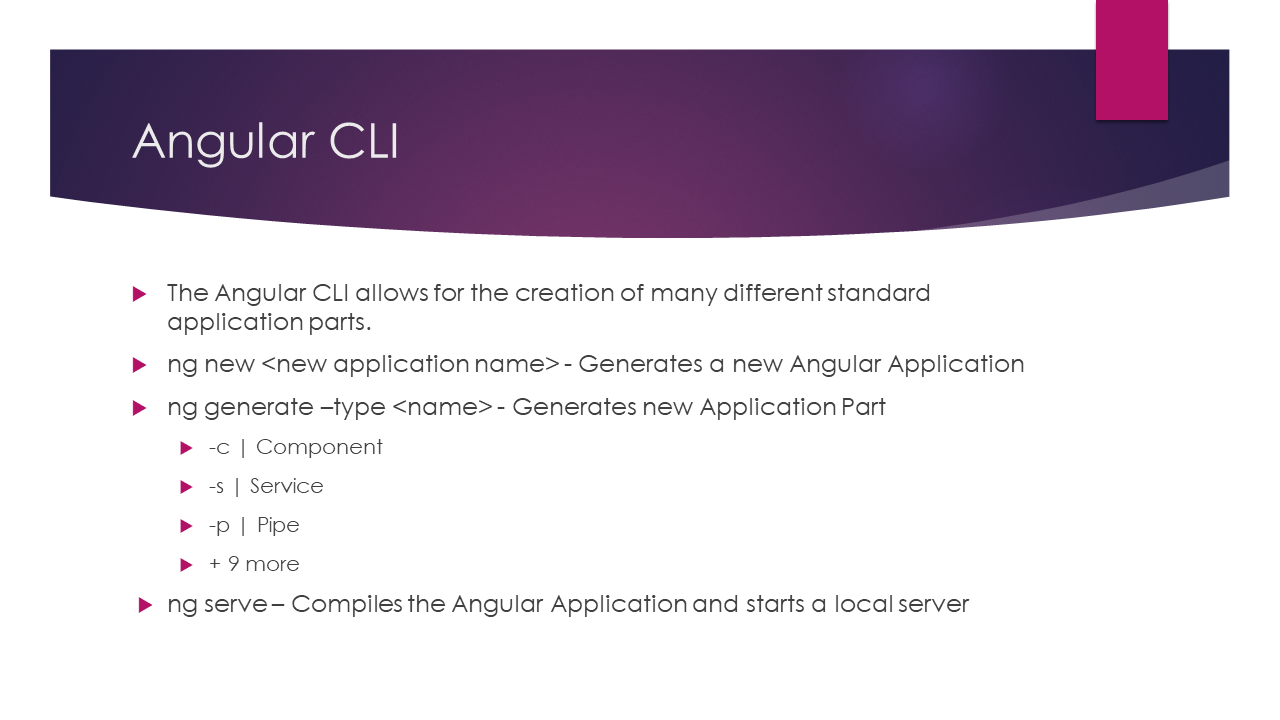 Angular CLI
The Angular CLI allows for the creation of many different standard
application parts.
ng new <new application name> - Generates a new Angular Application
ng generate –type <name> - Generates new Application Part
-c | Component
-s | Service
-p | Pipe
+ 9 more
ng serve – Compiles the Angular Application and starts a local server